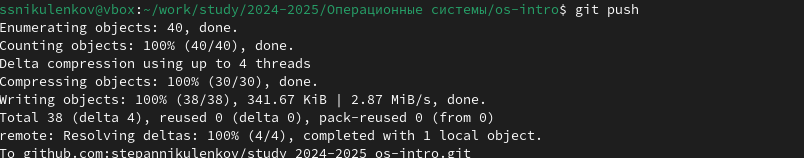 ssnikulenkov@vbox:~/work/study/2024-2025/Операционные системы/os-intro$ git push
Enumerating objects: 40, done.
Counting objects: 100% (40/40), done.
Delta compression using up to 4 threads
Compressing objects: 100% (30/30), done.
Writing objects: 100% (38/38), 341.67 KiB | 2.87 MiB/s, done.
Total 38 (delta 4), reused 0 (delta 0), pack-reused 0 (from 0)
remote: Resolving deltas: 100% (4/4), completed with 1 local object.
To github.com:stepannikulenkov/study_2024-2025_os-intro.git